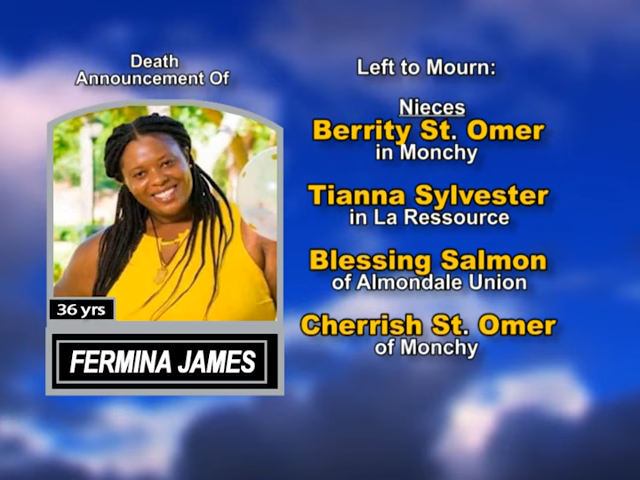 Death
Announcement Of
36 yrs
FERMINA JAMES
Left to Mourn:
Nieces
Berrity St. Omer
in Monchy
Tianna Sylvester
in La Ressource
Blessing Salmon
of Almondale Union
Cherrish St. Omer
of Monchy